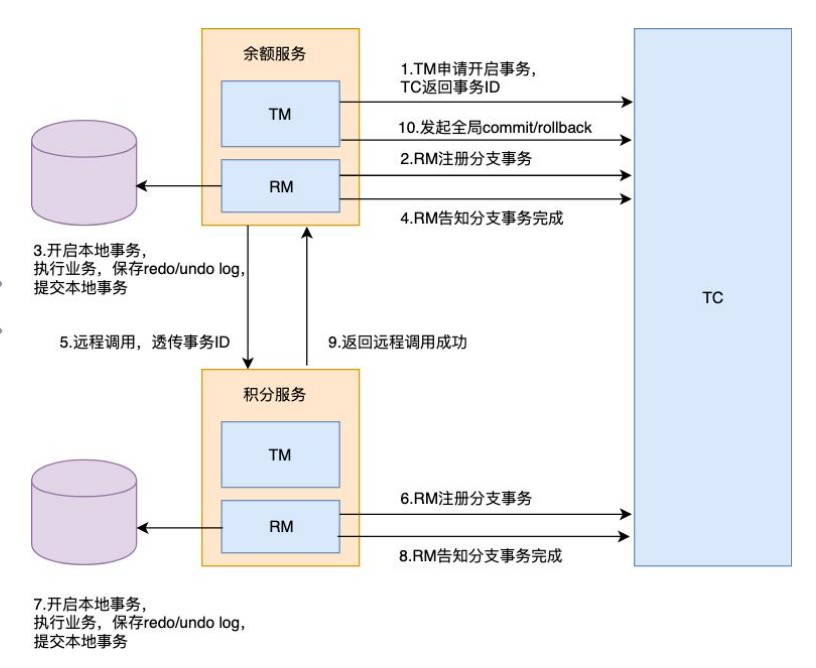 余额服务
TM
RM
1.TM申请开启事务，
TC返回事务ID
10.发起全局commit/rollback
2.RM注册分支事务
4.RM告知分支事务完成
3.开启本地事务，
执行业务，保存redo/undo log，
提交本地事务
TC
5.远程调用，透传事务ID
9.返回远程调用成功
积分服务
TM
RM
6.RM注册分支事务
8.RM告知分支事务完成
7.开启本地事务，
执行业务，保存redo/undo log，
提交本地事务